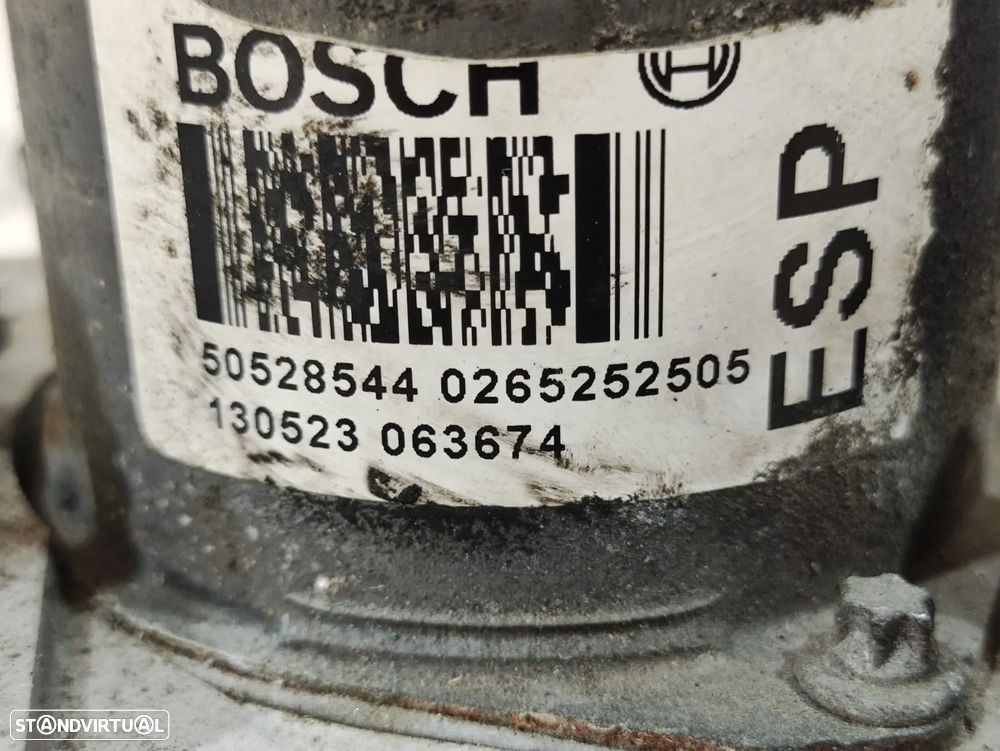 BOSCH
ESP
50528544 0265252505
130523 063674
STANDVIRTUAL